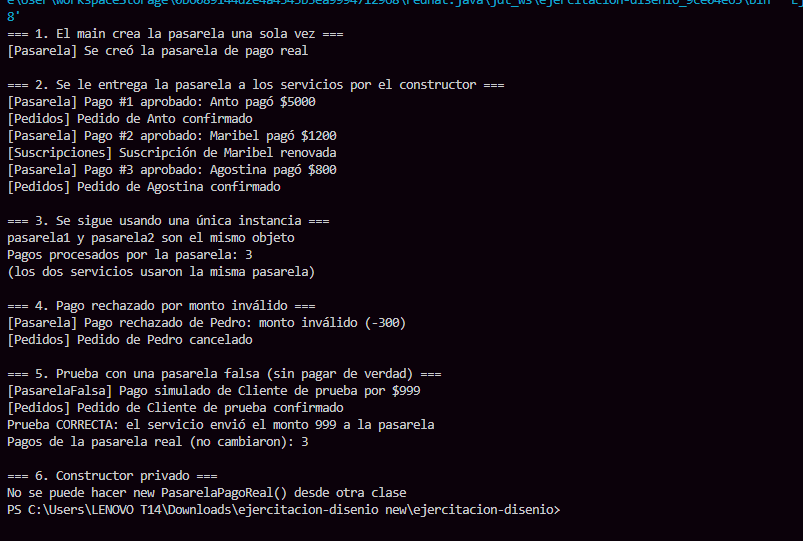 === 1. El main crea la pasarela una sola vez ===
[Pasarela] Se creó la pasarela de pago real
=== 2. Se le entrega la pasarela a los servicios por el constructor ===
[Pasarela] Pago #1 aprobado: Anto pagó $5000
[Pedidos] Pedido de Anto confirmado
[Pasarela] Pago #2 aprobado: Maribel pagó $1200
[Suscripciones] Suscripción de Maribel renovada
[Pasarela] Pago #3 aprobado: Agostina pagó $800
[Pedidos] Pedido de Agostina confirmado
=== 3. Se sigue usando una única instancia ===
pasarela1 y pasarela2 son el mismo objeto
Pagos procesados por la pasarela: 3
(los dos servicios usaron la misma pasarela)
=== 4. Pago rechazado por monto inválido ===
[Pasarela] Pago rechazado de Pedro: monto inválido (-300)
[Pedidos] Pedido de Pedro cancelado
=== 5. Prueba con una pasarela falsa (sin pagar de verdad) ===
[PasarelaFalsa] Pago simulado de Cliente de prueba por $999
[Pedidos] Pedido de Cliente de prueba confirmado
Prueba CORRECTA: el servicio envió el monto 999 a la pasarela
Pagos de la pasarela real (no cambiaron): 3
=== 6. Constructor privado ===
No se puede hacer new PasarelaPagoReal() desde otra clase
PS C:\Users\LENOVO T14\Downloads\ejercitacion-disenio new\ejercitacion-disenio>